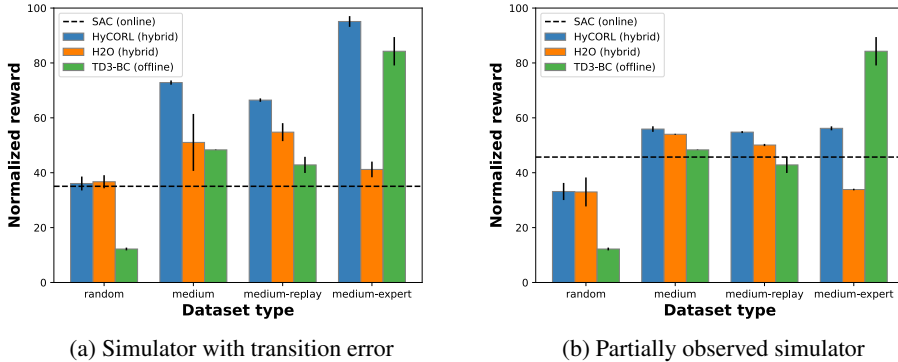 SAC (online)
HyCORL (hybrid)
H2O (hybrid)
TD3-BC (offline)
Normalized reward
100
80
60
40
20
0
random medium medium-replay medium-expert
Dataset type
(a) Simulator with transition error
SAC (online)
HyCORL (hybrid)
H2O (hybrid)
TD3-BC (offline)
Normalized reward
100
80
60
40
20
0
random medium medium-replay medium-expert
Dataset type
(b) Partially observed simulator